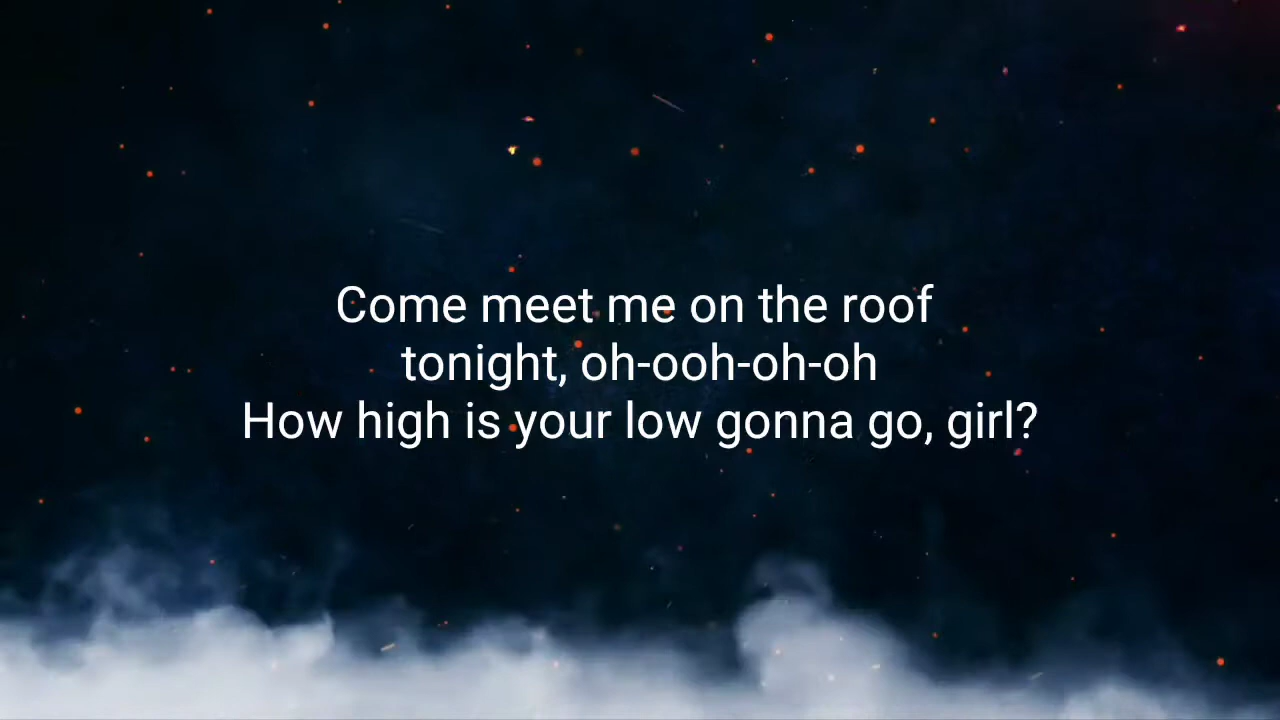 Come meet me on the roof
tonight, oh-ooh-oh-oh
How high is your low gonna go, girl?